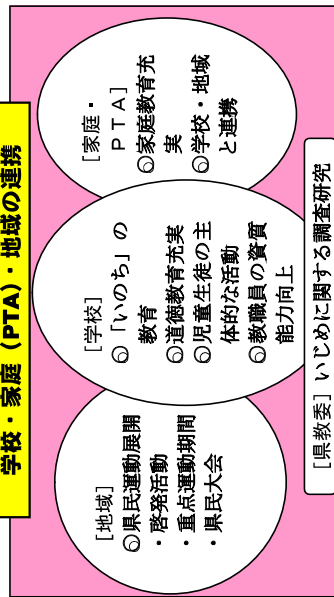 学校・家庭（PTA）・地域の連携
[地域]
◎県民運動展開
・啓発活動
・重点運動期間
・県民大会
[学校]
◎「いのち」の
教育
◎道徳教育充実
◎児童生徒の主
体的な活動
◎教職員の資質
能力向上
[家庭・
ＰＴＡ]
◎家庭教育充
実
◎学校・地域
と連携
[県教委] いじめに関する調査研究